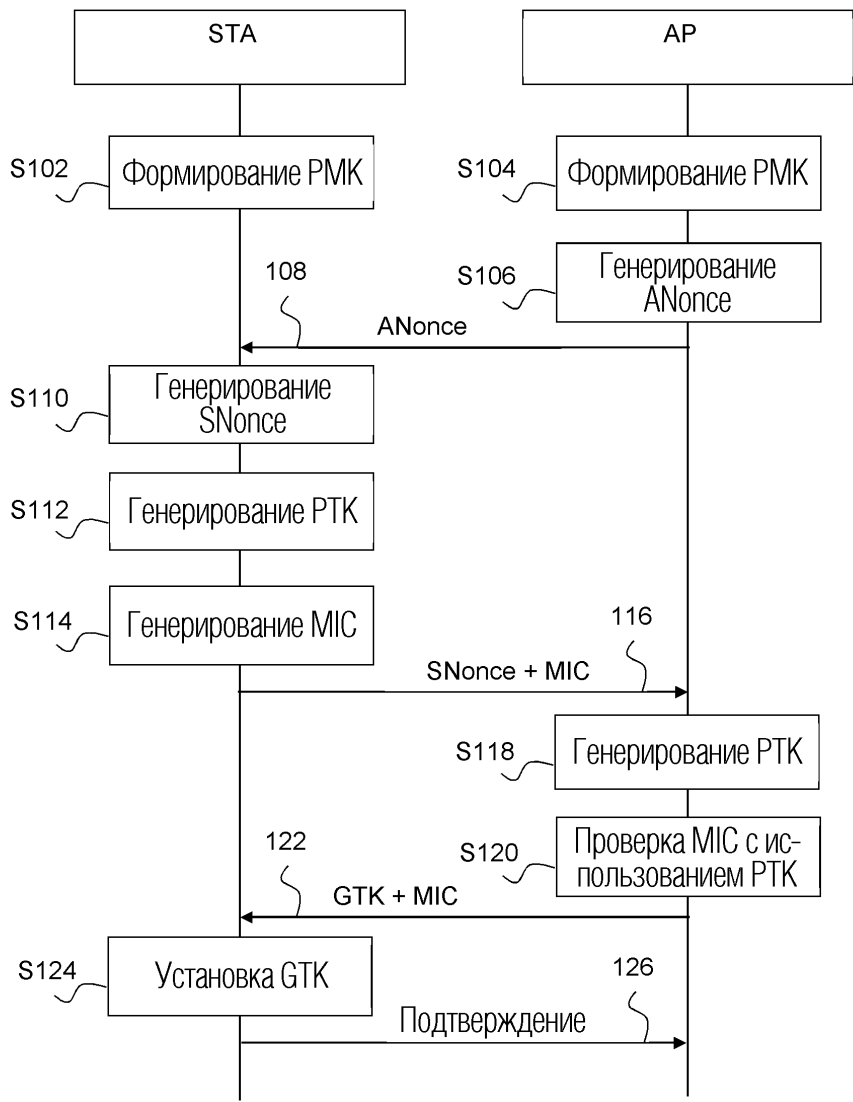 STA
AP
S102
Формирование PMK
S104
Формирование PMK
S106
Генерирование
ANonce
108
ANonce
S110
Генерирование
SNonce
S112
Генерирование PTK
S114
Генерирование MIC
116
SNonce + MIC
S118
Генерирование PTK
S120
Проверка MIC с ис-
пользованием PTK
122
GTK + MIC
S124
Установка GTK
126
Подтверждение